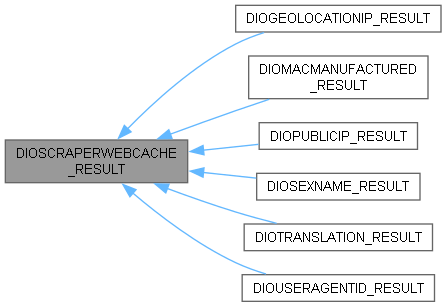 DIOGEOLOCATIONIP_RESULT
DIOMACMANUFACTURED
_RESULT
DIOPUBLICIP_RESULT
DIOSCRAPERWEBCACHE
_RESULT
DIOSEXNAME_RESULT
DIOTRANSLATION_RESULT
DIOUSERAGENTID_RESULT